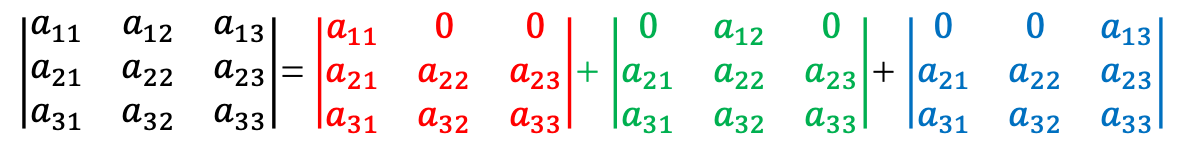 |a₁₁ a₁₂ a₁₃| |a₁₁ 0 0| |0 a₁₂ 0| |0 0 a₁₃|
|a₂₁ a₂₂ a₂₃| = |a₂₁ a₂₂ a₂₃| + |a₂₁ a₂₂ a₂₃| + |a₂₁ a₂₂ a₂₃|
|a₃₁ a₃₂ a₃₃| |a₃₁ a₃₂ a₃₃| |a₃₁ a₃₂ a₃₃| |a₃₁ a₃₂ a₃₃|